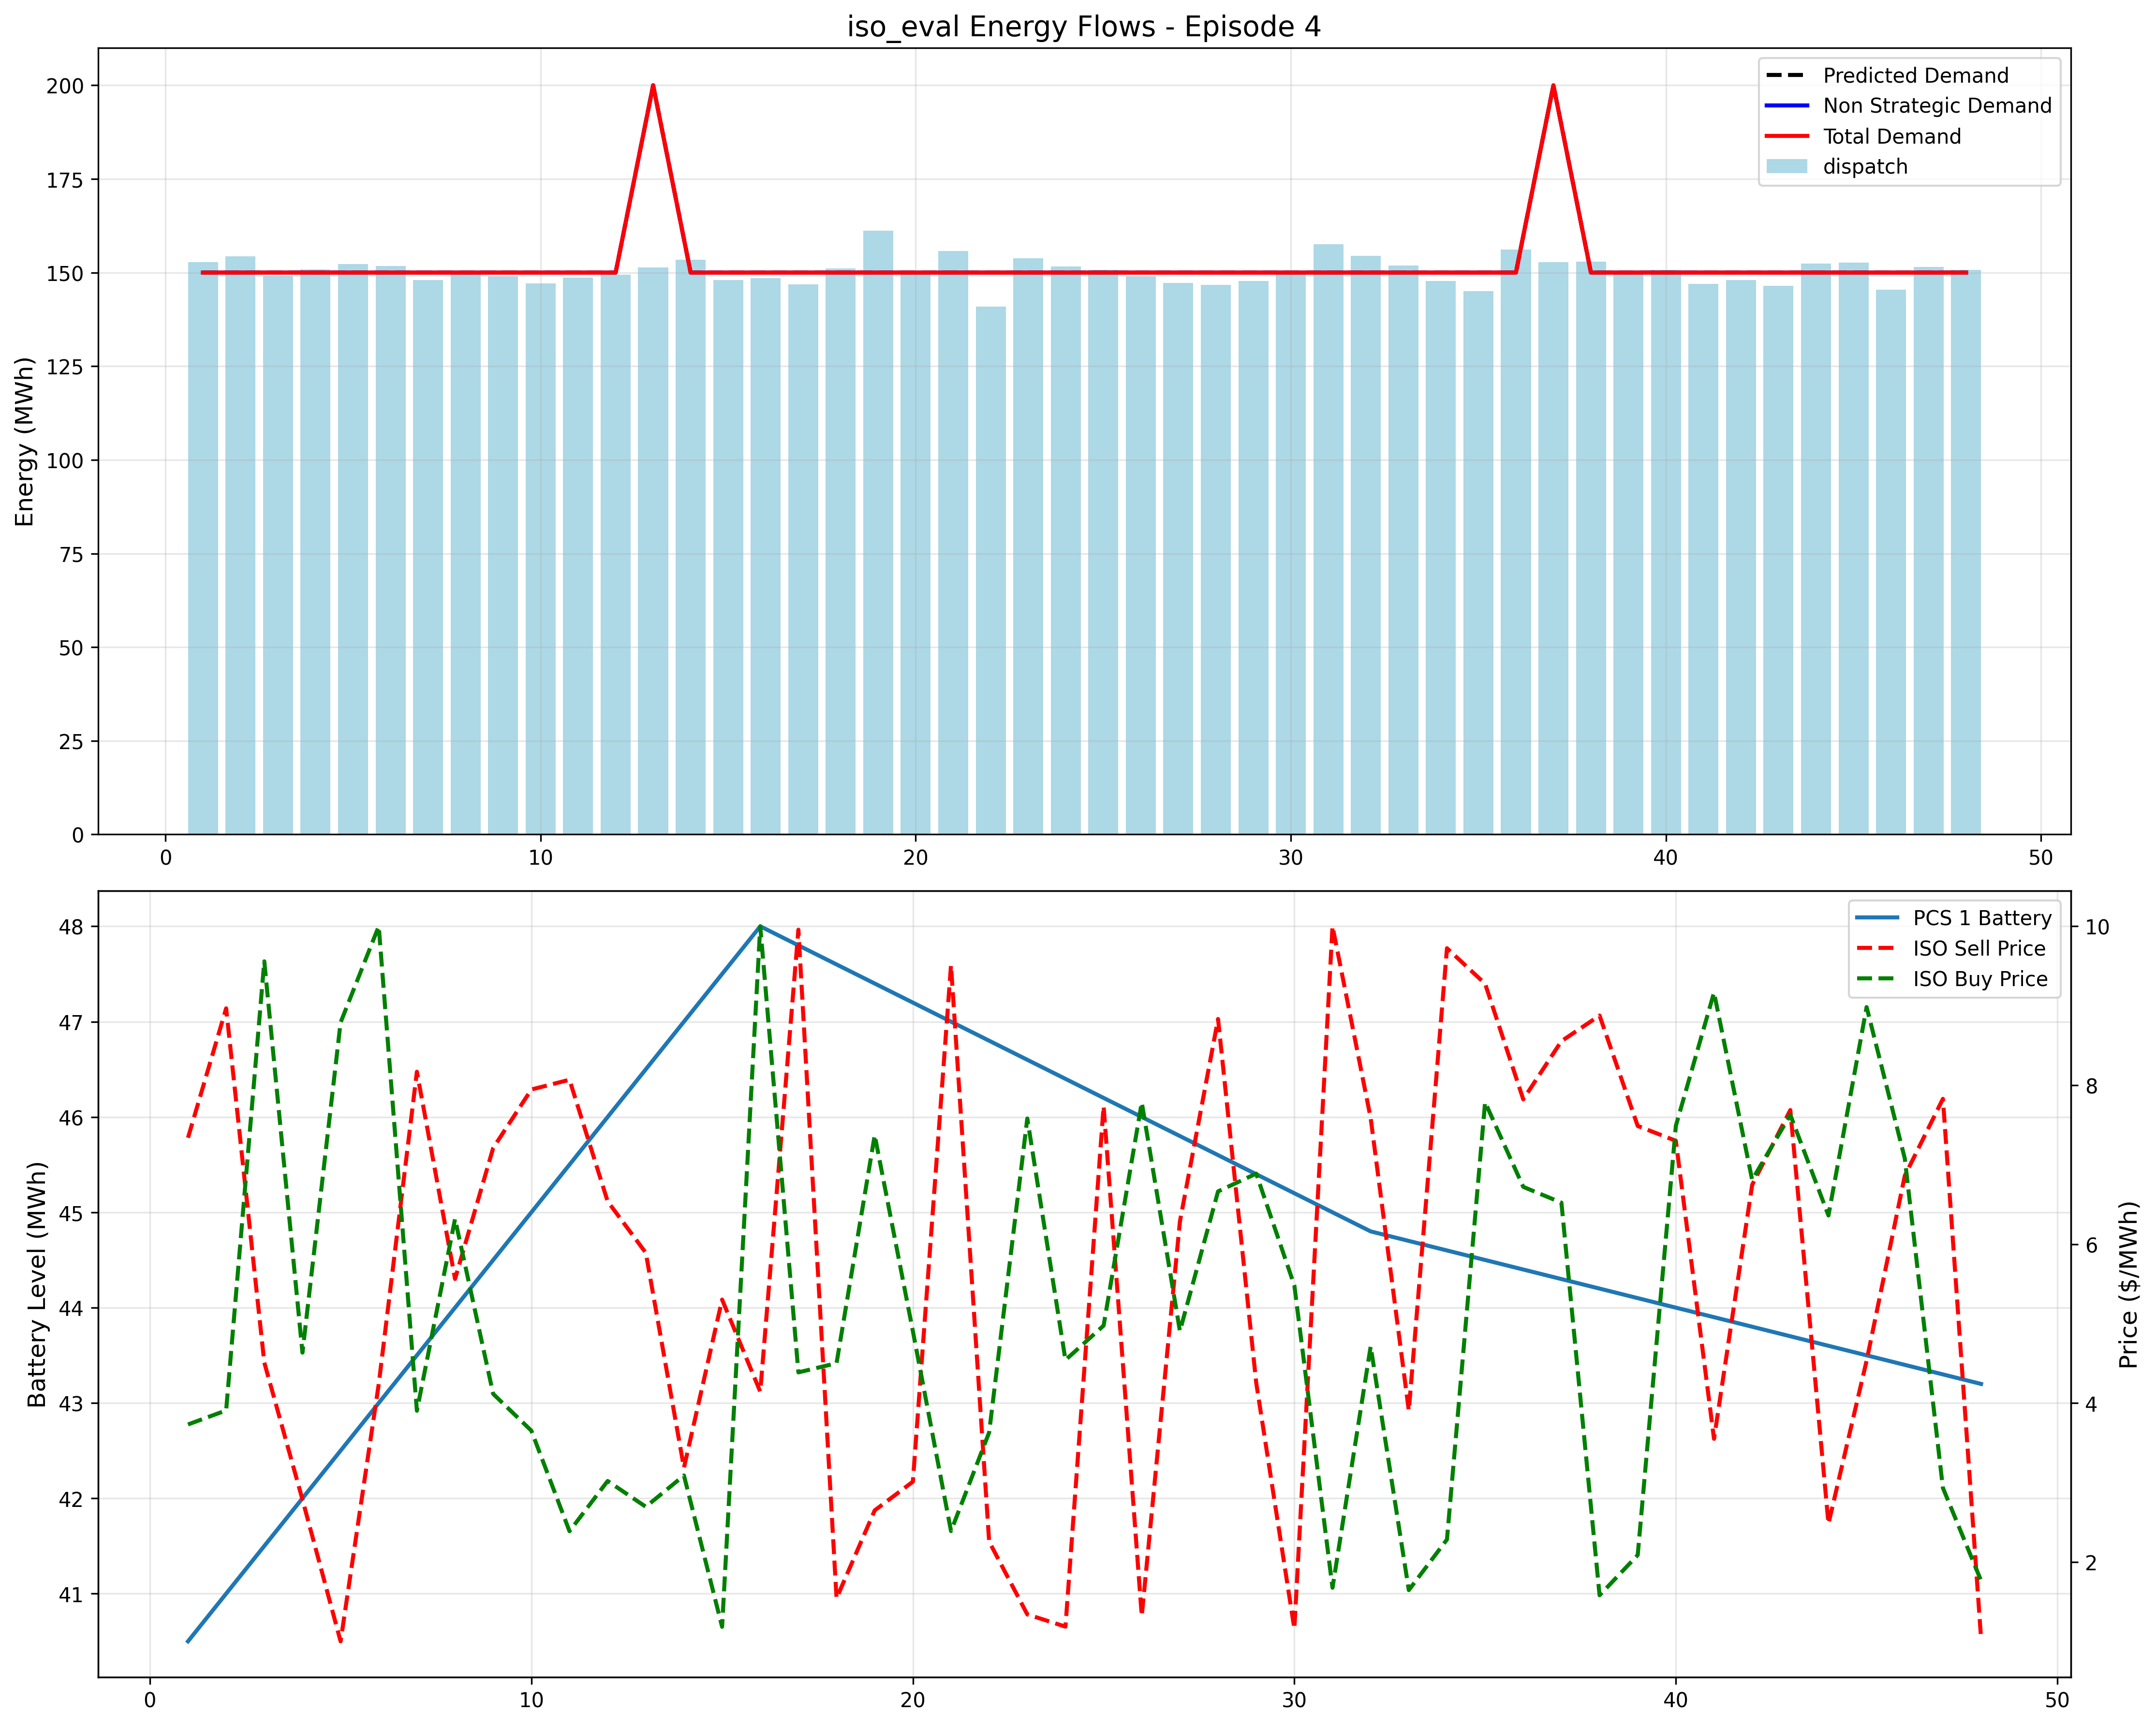 iso_eval Energy Flows - Episode 4
Energy (MWh)
200
175
150
125
100
75
50
25
0
Predicted Demand
Non Strategic Demand
Total Demand
dispatch
0 10 20 30 40 50
Battery Level (MWh)
48
47
46
45
44
43
42
41
PCS 1 Battery
ISO Sell Price
ISO Buy Price
10
8
6
4
2
Price ($/MWh)
0 10 20 30 40 50